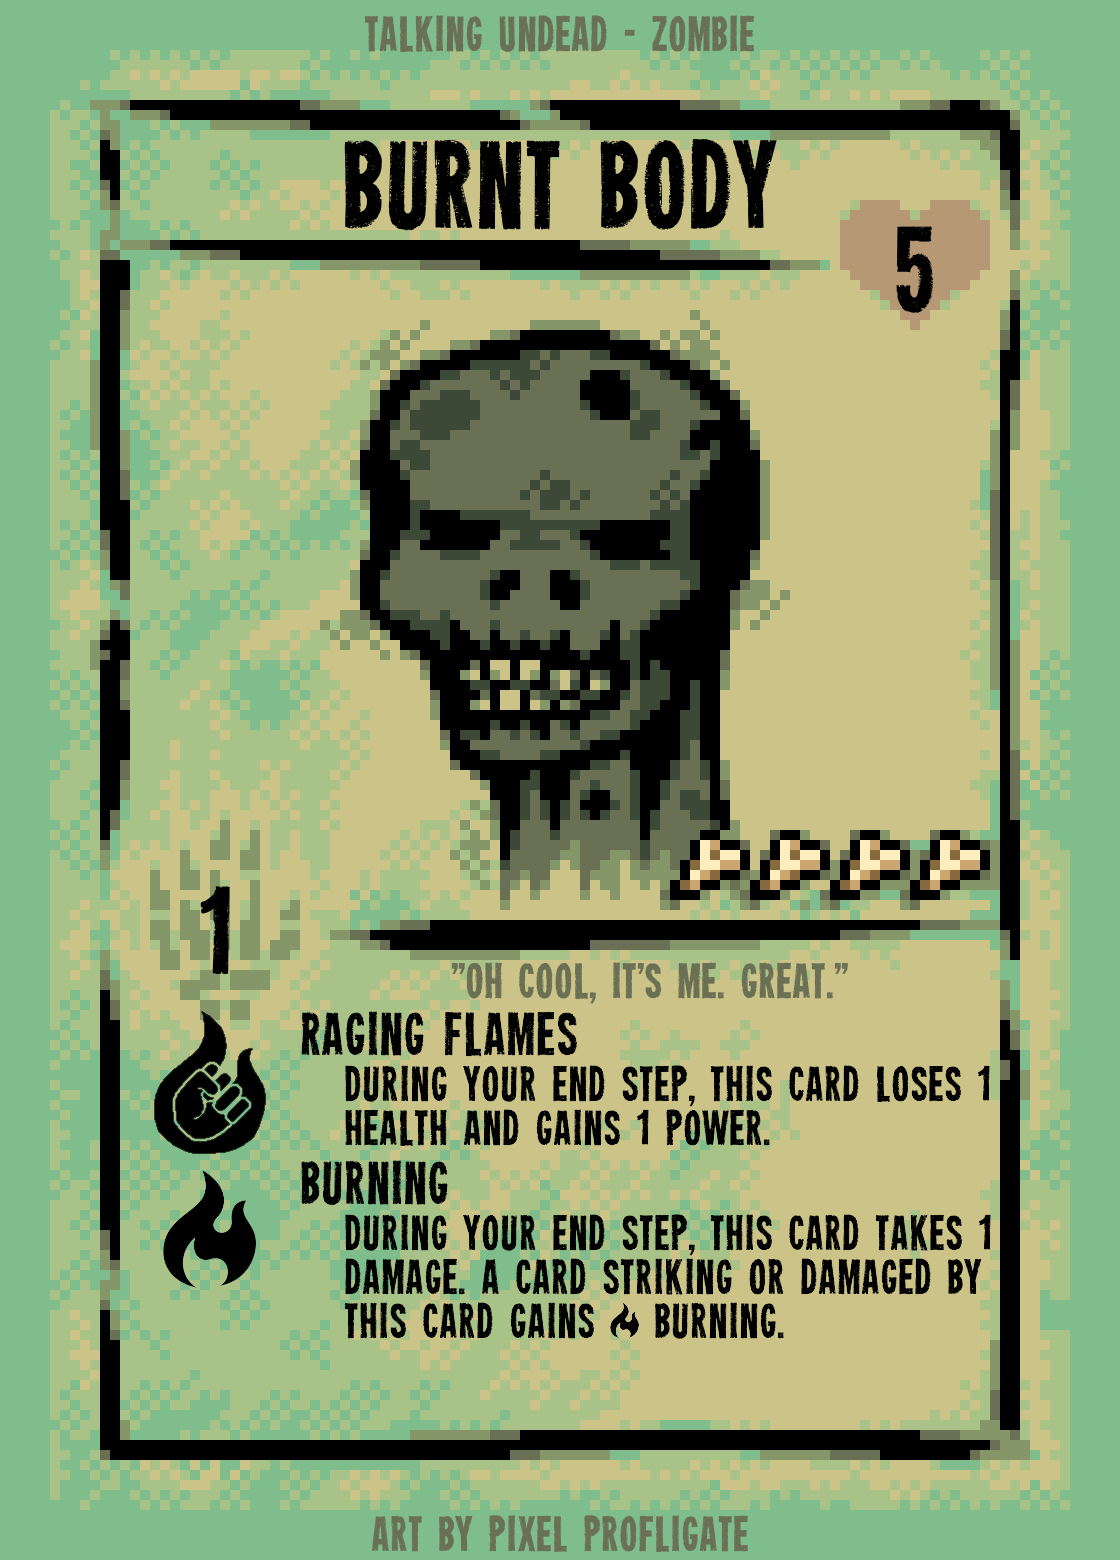 TALKING UNDEAD - ZOMBIE
BURNT BODY
5
1
"OH COOL, IT'S ME. GREAT."
RAGING FLAMES
DURING YOUR END STEP, THIS CARD LOSES 1
HEALTH AND GAINS 1 POWER.
BURNING
DURING YOUR END STEP, THIS CARD TAKES 1
DAMAGE. A CARD STRIKING OR DAMAGED BY
THIS CARD GAINS BURNING.
ART BY PIXEL PROFLIGATE